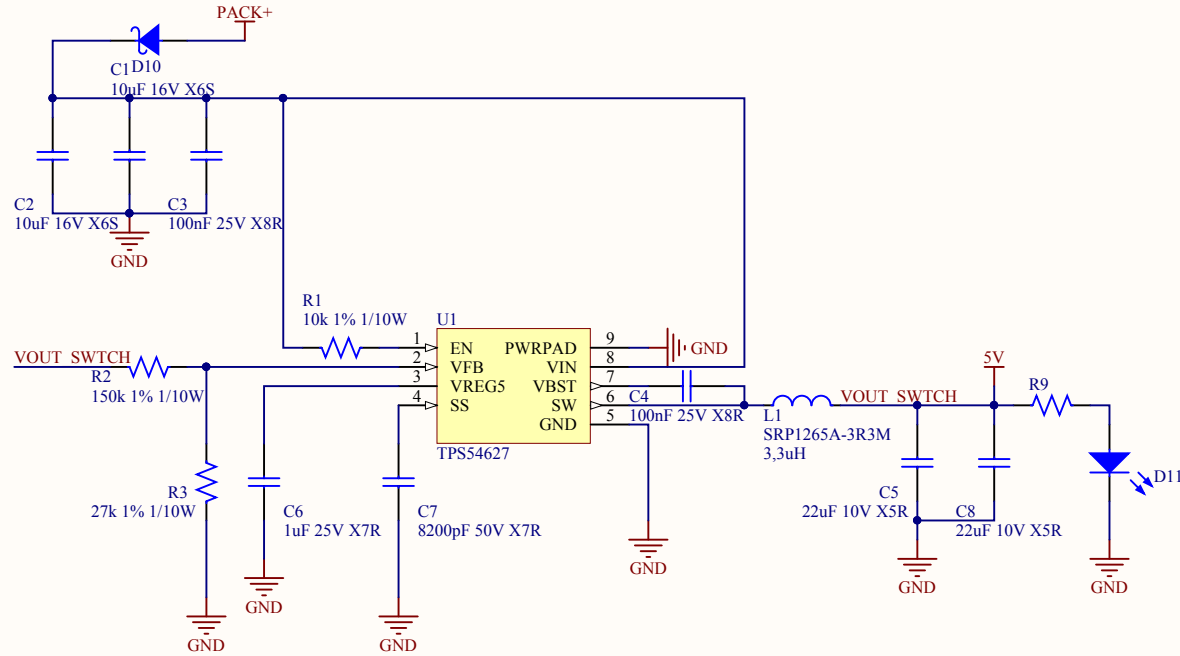 PACK+
D10
C1
10uF 16V X6S
C2
10uF 16V X6S
C3
100nF 25V X8R
GND
R1
10k 1% 1/10W
U1
1
EN
2
VFB
3
VREG5
4
SS
PWRPAD
9
VIN
8
VBST
7
SW
6
GND
5
TPS54627
GND
VOUT_SWTCH
R2
150k 1% 1/10W
R3
27k 1% 1/10W
GND
C6
1uF 25V X7R
GND
C7
8200pF 50V X7R
GND
C4
100nF 25V X8R
GND
L1
SRP1265A-3R3M
3,3uH
VOUT_SWTCH
5V
R9
C5
22uF 10V X5R
C8
22uF 10V X5R
GND
D11
GND